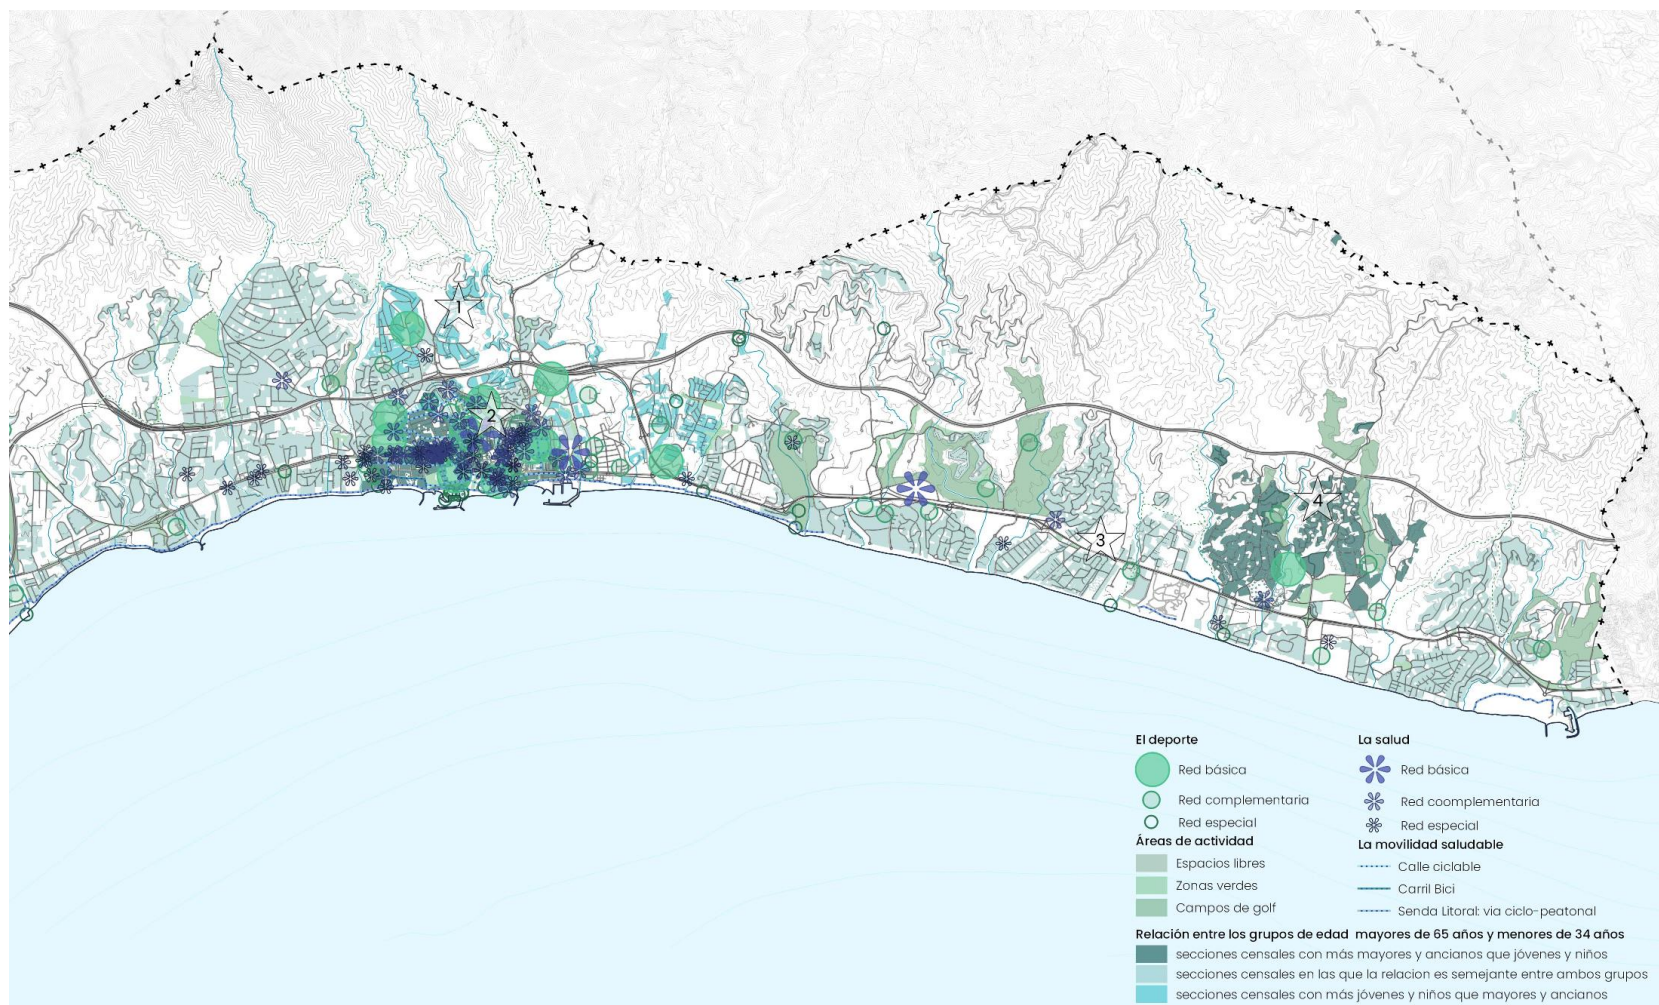 1
2
3
4
El deporte
Red básica
Red complementaria
Red especial
Áreas de actividad
Espacios libres
Zonas verdes
Campos de golf
La salud
Red básica
Red coomplementaria
Red especial
La movilidad saludable
Calle ciclable
Carril Bici
Senda Litoral: via ciclo-peatonal
Relación entre los grupos de edad mayores de 65 años y menores de 34 años
secciones censales con más mayores y ancianos que jóvenes y niños
secciones censales en las que la relacion es semejante entre ambos grupos
secciones censales con más jóvenes y niños que mayores y ancianos